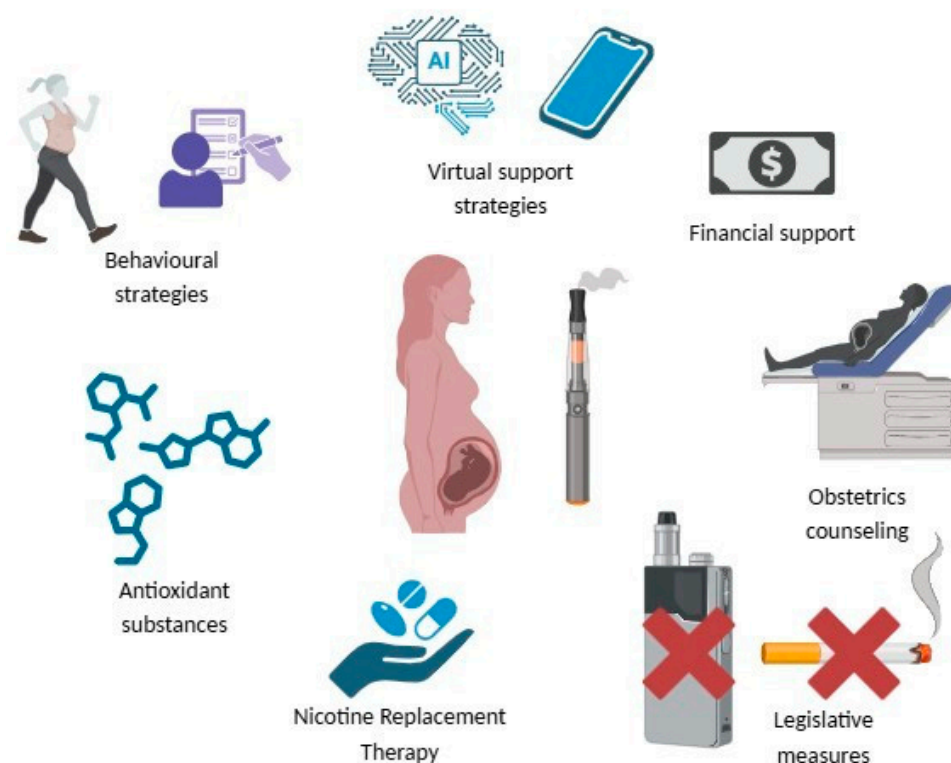 AI
Virtual support
strategies
$
Financial support
Behavioural
strategies
Obstetrics
counseling
Antioxidant
substances
Nicotine Replacement
Therapy
Legislative
measures